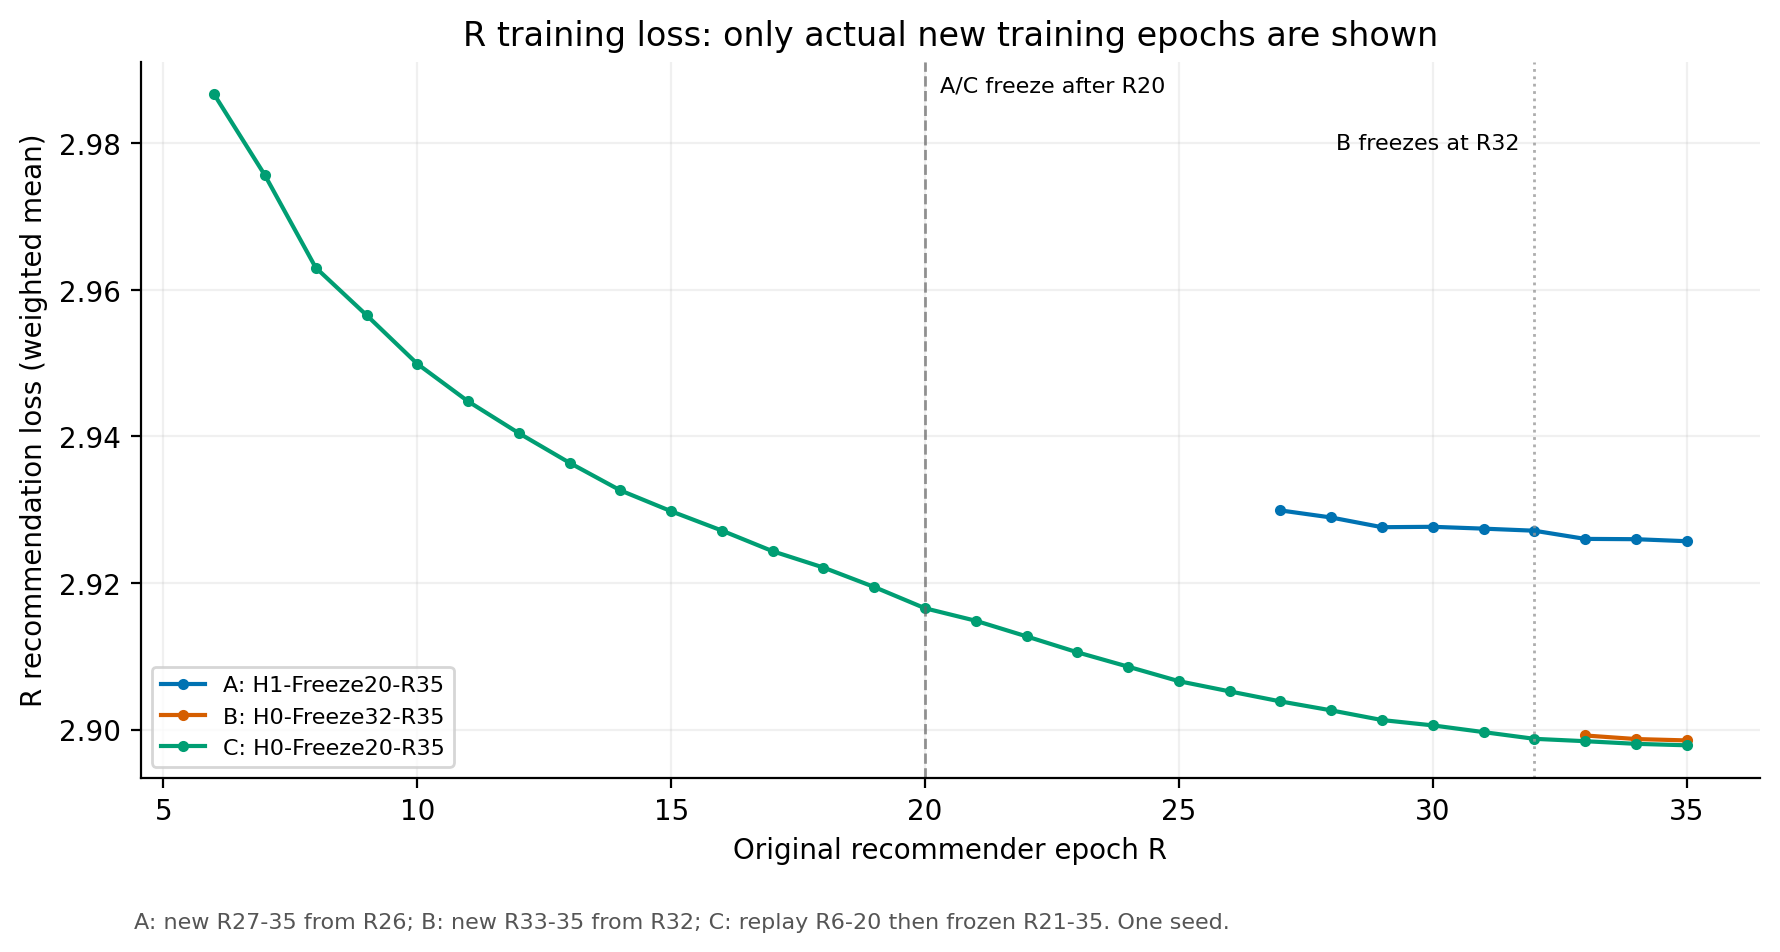 R training loss: only actual new training epochs are shown
A/C freeze after R20
B freezes at R32
R recommendation loss (weighted mean)
2.98
2.96
2.94
2.92
2.90
A: H1-Freeze20-R35
B: H0-Freeze32-R35
C: H0-Freeze20-R35
5 10 15 20 25 30 35
Original recommender epoch R
A: new R27-35 from R26; B: new R33-35 from R32; C: replay R6-20 then frozen R21-35. One seed.